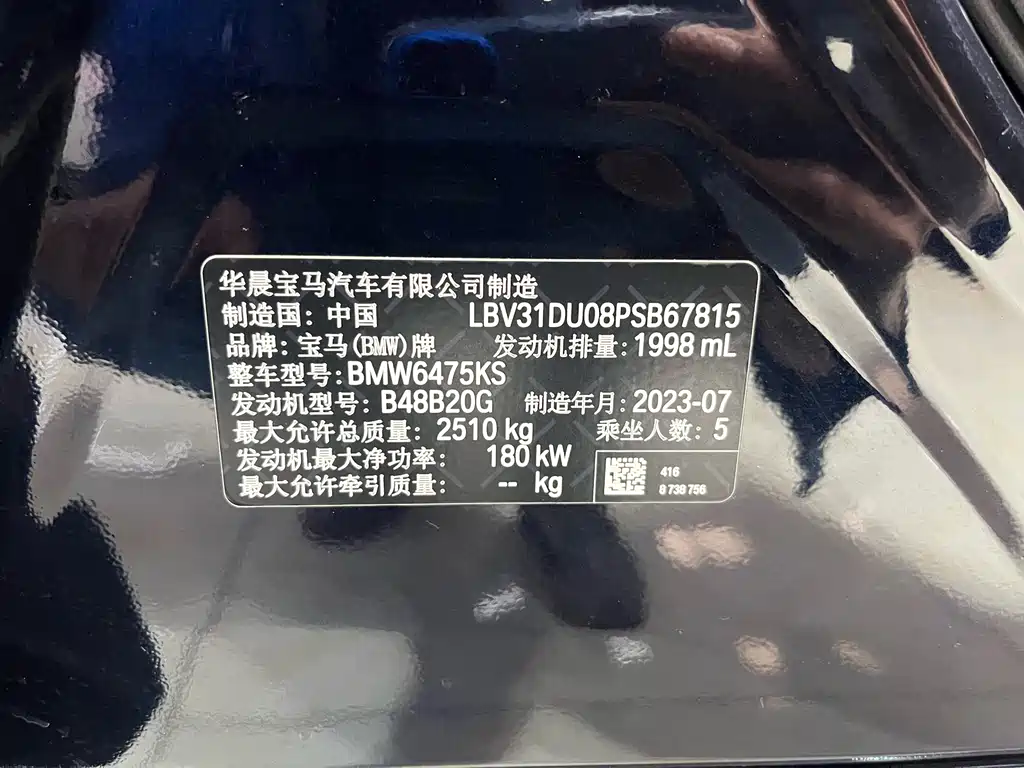 华晨宝马汽车有限公司制造
制造国：中国 LBV31DU08PSB67815
品牌：宝马(BMW)牌 发动机排量：1998 mL
整车型号：BMW6475KS
发动机型号：B48B20G 制造年月：2023-07
最大允许总质量：2510 kg 乘坐人数：5
发动机最大净功率：180 kW
最大允许牵引质量：-- kg
416
8 738 756